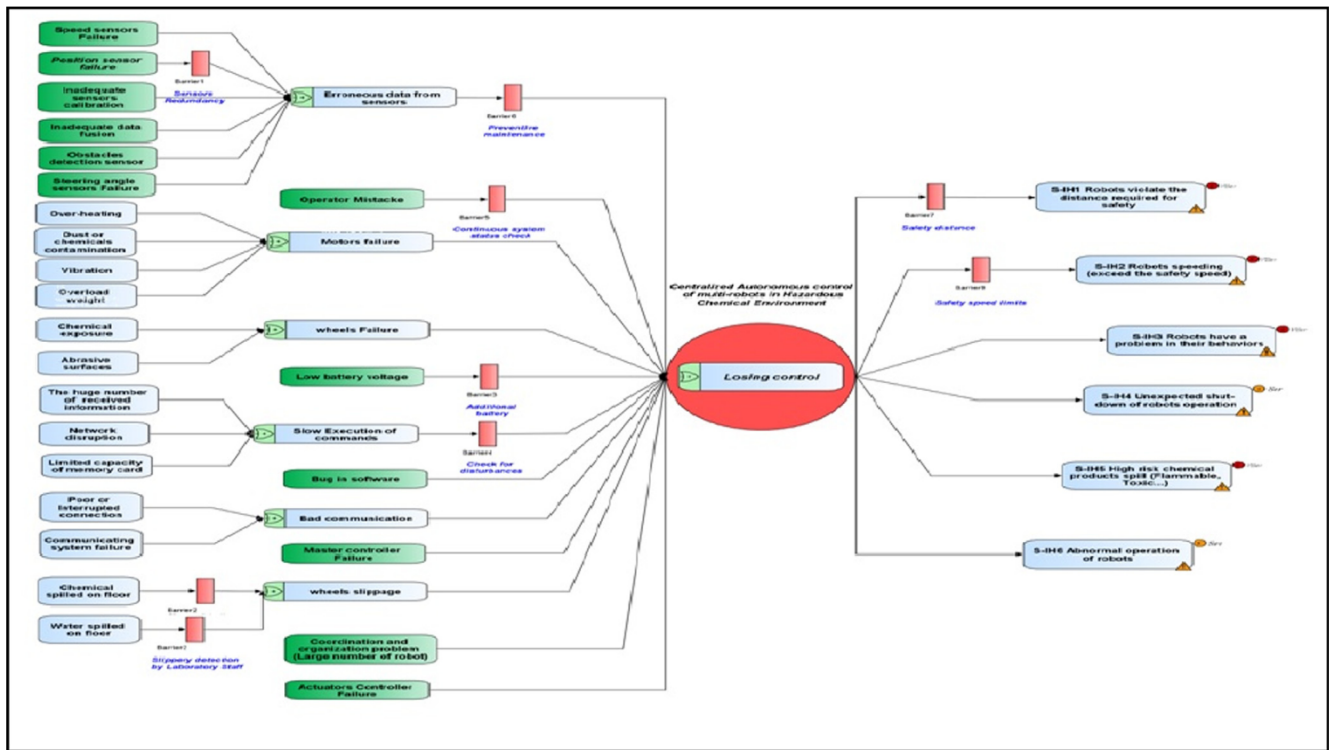 Speed sensors
Failure
Position sensor
failure
Barrier1
Sensors
Redundancy
Inadequate
sensors
calibration
Inadequate data
fusion
Obstacles
detection sensor
Steering angle
sensors Failure
Erroneous data from
sensors
Barrier6
Preventive
maintenance
Operator Mistacke
Barrier5
Continuous system
status check
Over-heating
Dust or
chemicals
contamination
Vibration
Overload
weight
Motors failure
Chemical
exposure
Abrasive
surfaces
wheels Failure
Low battery voltage
Barrier3
Additional
battery
The huge number
of received
information
Network
disruption
Limited capacity
of memory card
Slow Execution of
commands
Check for
disturbances
Bug in software
Poor or
Interrupted
connection
Communicating
system failure
Bad communication
Master controller
Failure
Chemical
spilled on floor
Barrier2
Water spilled
on floor
Slippery detection
by Laboratory Staff
wheels slippage
Coordination and
organization problem
(Large number of robot)
Actuators Controller
Failure
Centralized Autonomous control
of multi-robots in Hazardous
Chemical Environment
Losing control
Barrier7
Safety distance
S-IH1 Robots violate the
distance required for
safety
Safety speed limits
S-IH2 Robots speeding
(exceed the safety speed)
S-IH3 Robots have a
problem in their behaviors
S-IH4 Unexpected shut-
down of robots operation
Ser
S-IH5 High risk chemical
products spill (Flammable,
Toxic...)
S-IH6 Abnormal operation
of robots
Ser